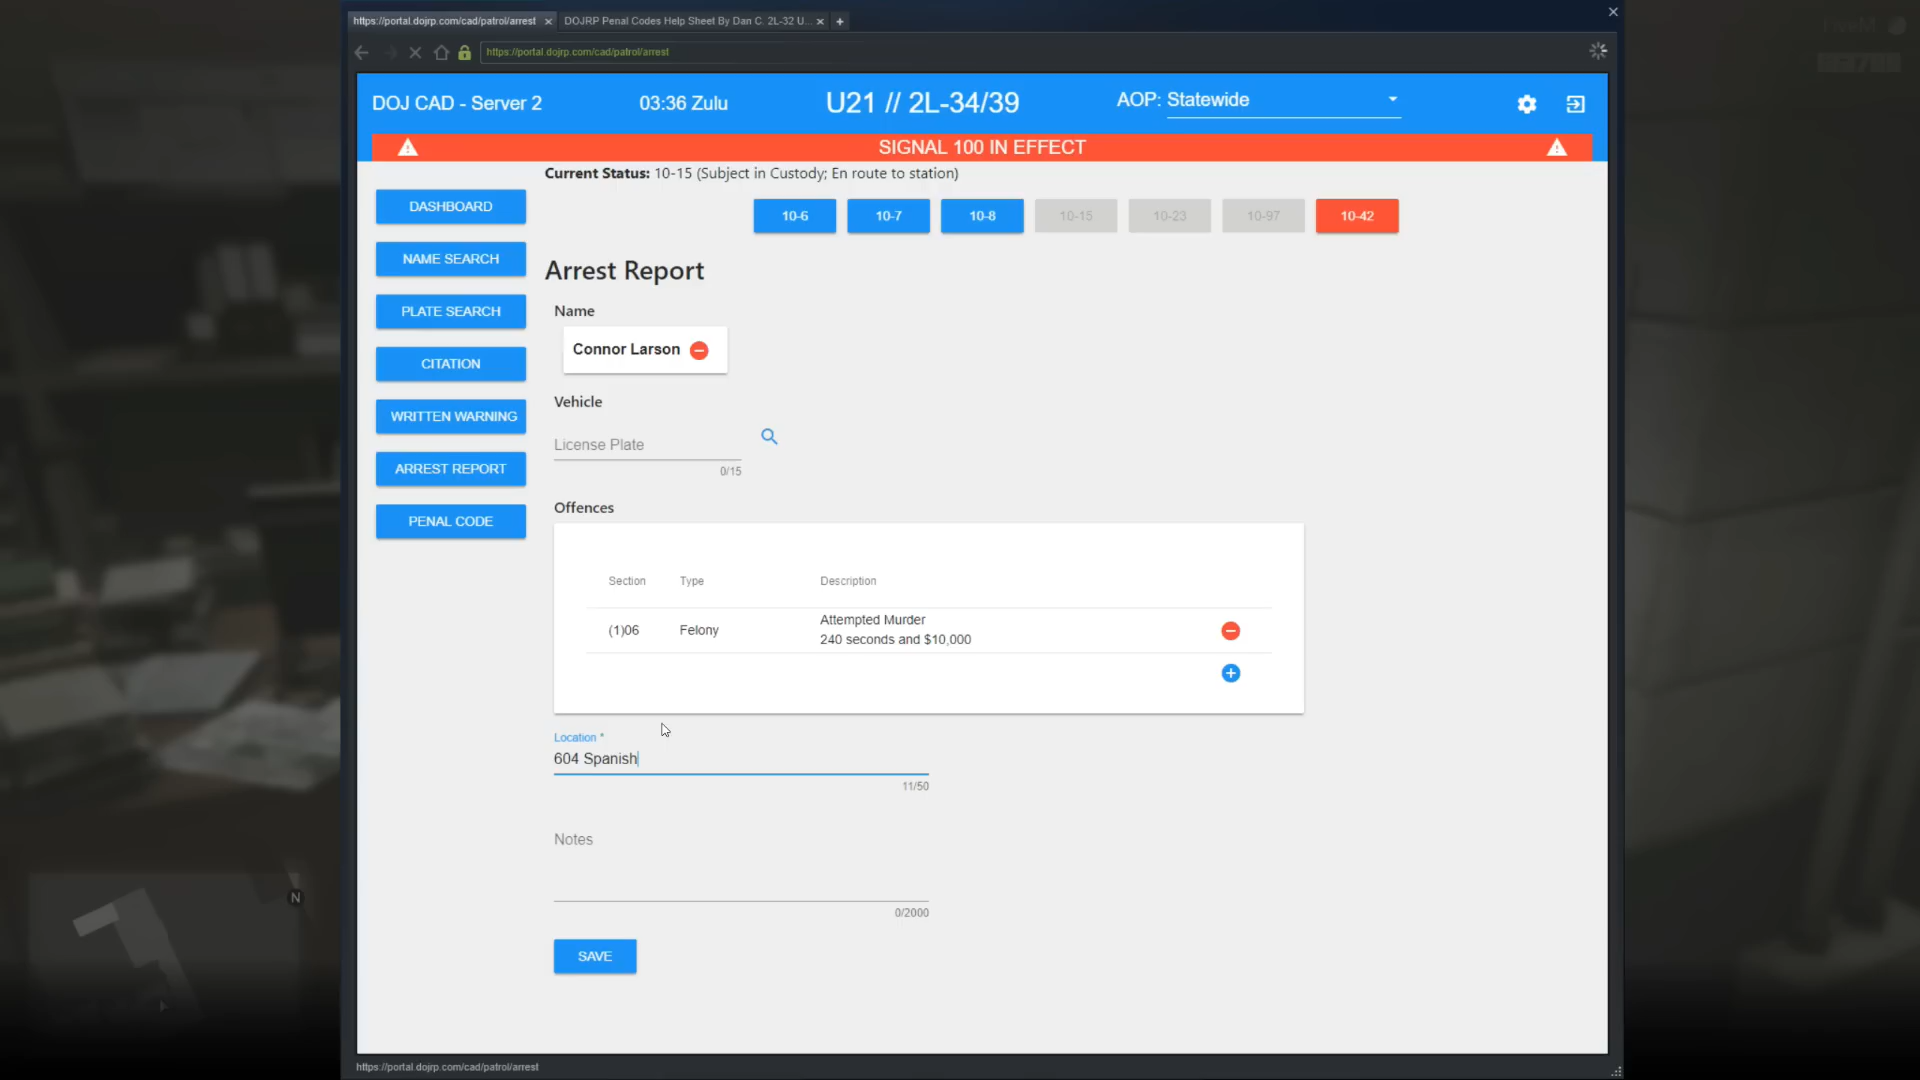 https://portal.dojrp.com/cad/patrol/arrest
DOJRP Penal Codes Help Sheet By Dan C. 2L-32 U...
https://portal.dojrp.com/cad/patrol/arrest
FiveM
DOJ CAD - Server 2
03:36 Zulu
U21 // 2L-34/39
AOP: Statewide
SIGNAL 100 IN EFFECT
Current Status: 10-15 (Subject in Custody; En route to station)
10-6
10-7
10-8
10-15
10-23
10-97
10-42
DASHBOARD
NAME SEARCH
PLATE SEARCH
CITATION
WRITTEN WARNING
ARREST REPORT
PENAL CODE
Arrest Report
Name
Connor Larson
Vehicle
License Plate
0/15
Offences
Section Type Description
(1)06 Felony Attempted Murder
240 seconds and $10,000
Location *
604 Spanish
11/50
Notes
0/2000
SAVE
N
https://portal.dojrp.com/cad/patrol/arrest